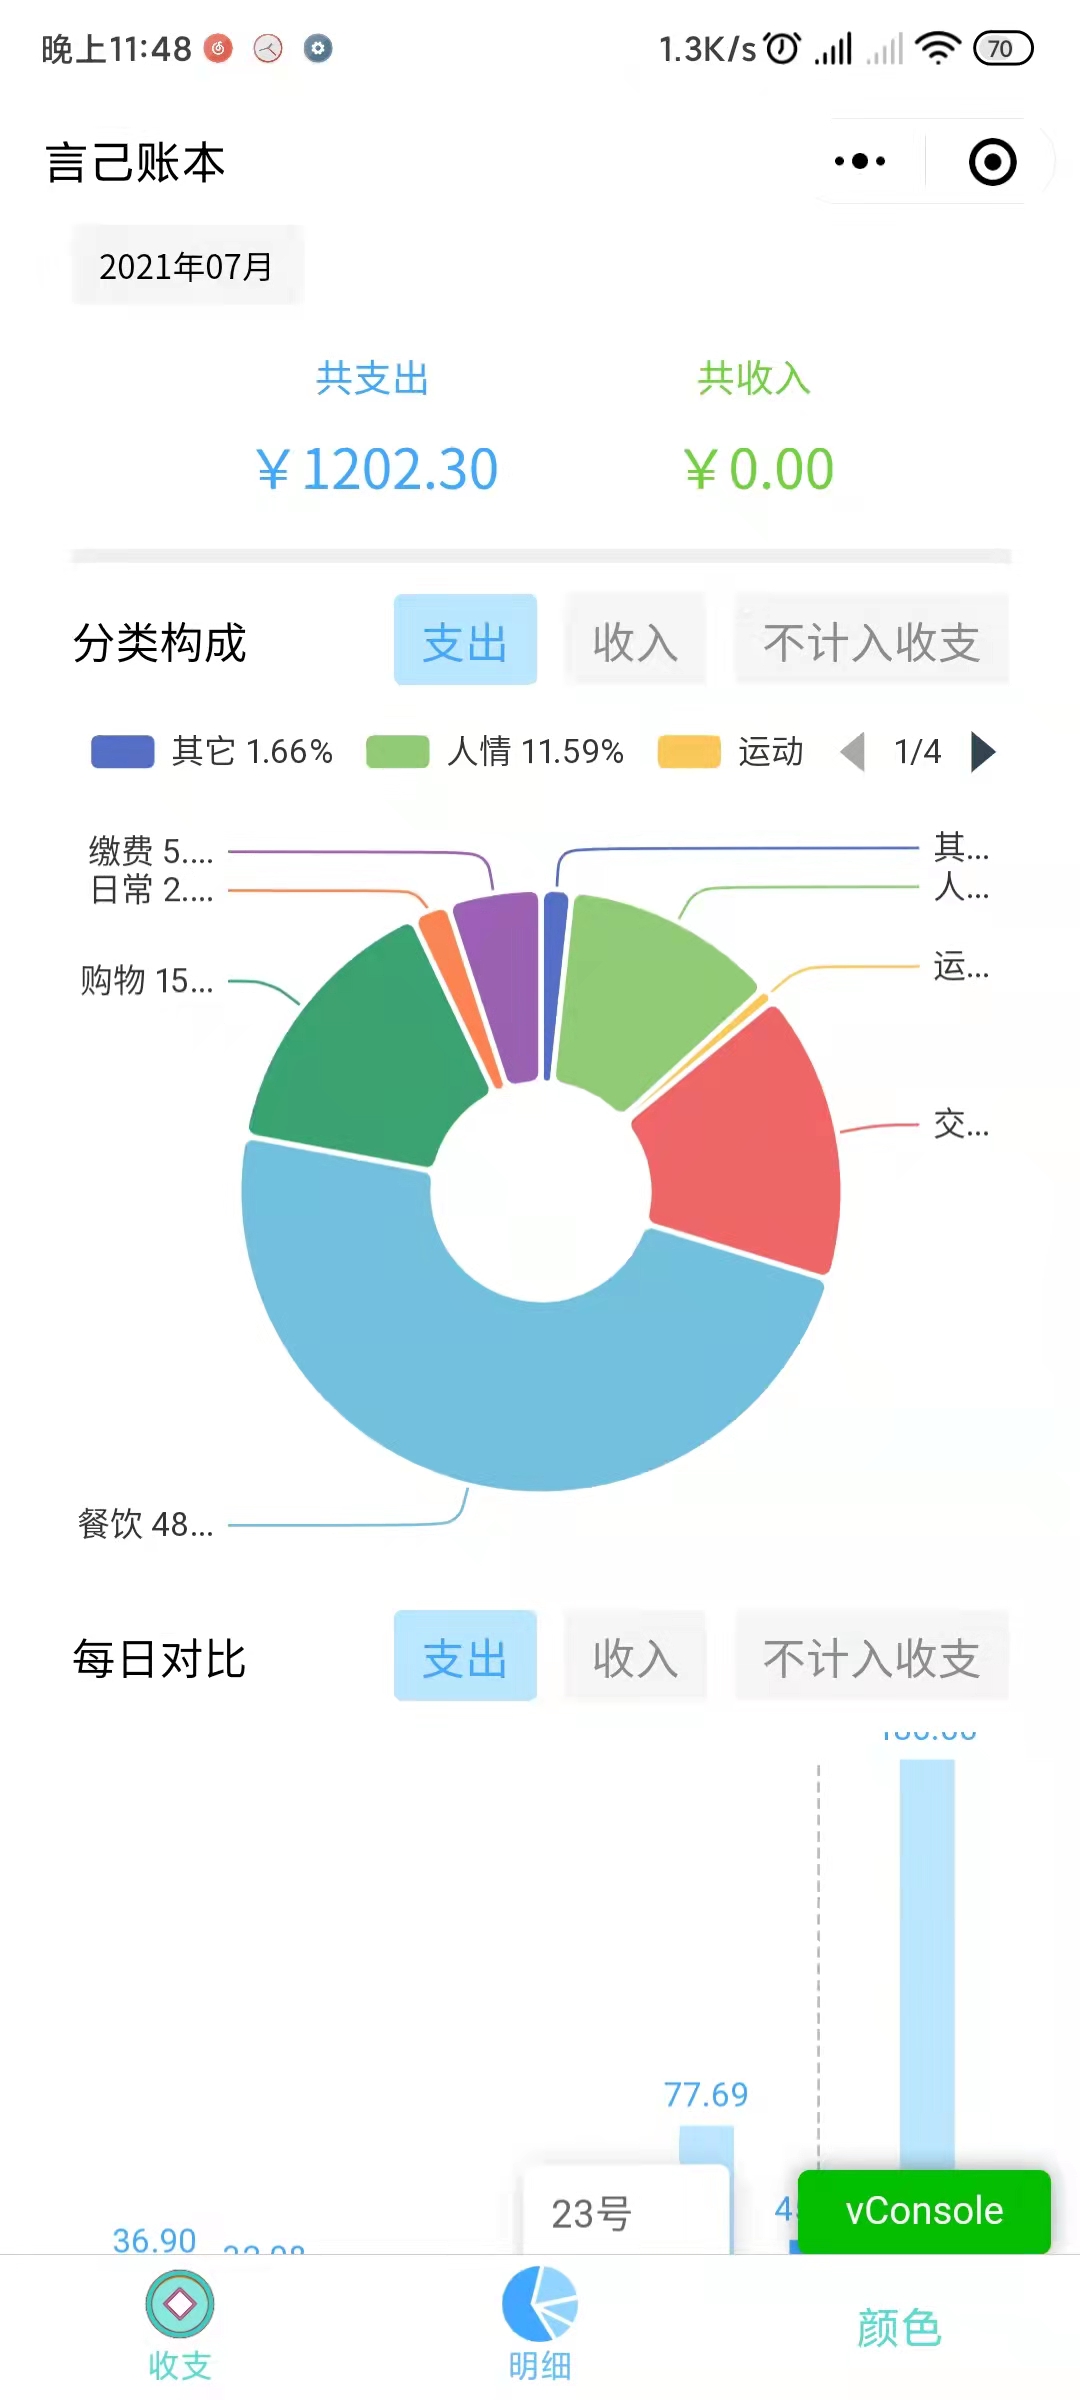 晚上11:48 1.3K/s 70
言己账本
2021年07月
共支出 共收入
￥1202.30 ￥0.00
分类构成 支出 收入 不计入收支
其它 1.66% 人情 11.59% 运动 1/4
缴费 5.... 其...
日常 2.... 人...
购物 15... 运...
交...
餐饮 48...
每日对比 支出 收入 不计入收支
77.69
23号
vConsole
36.90
收支 明细 颜色